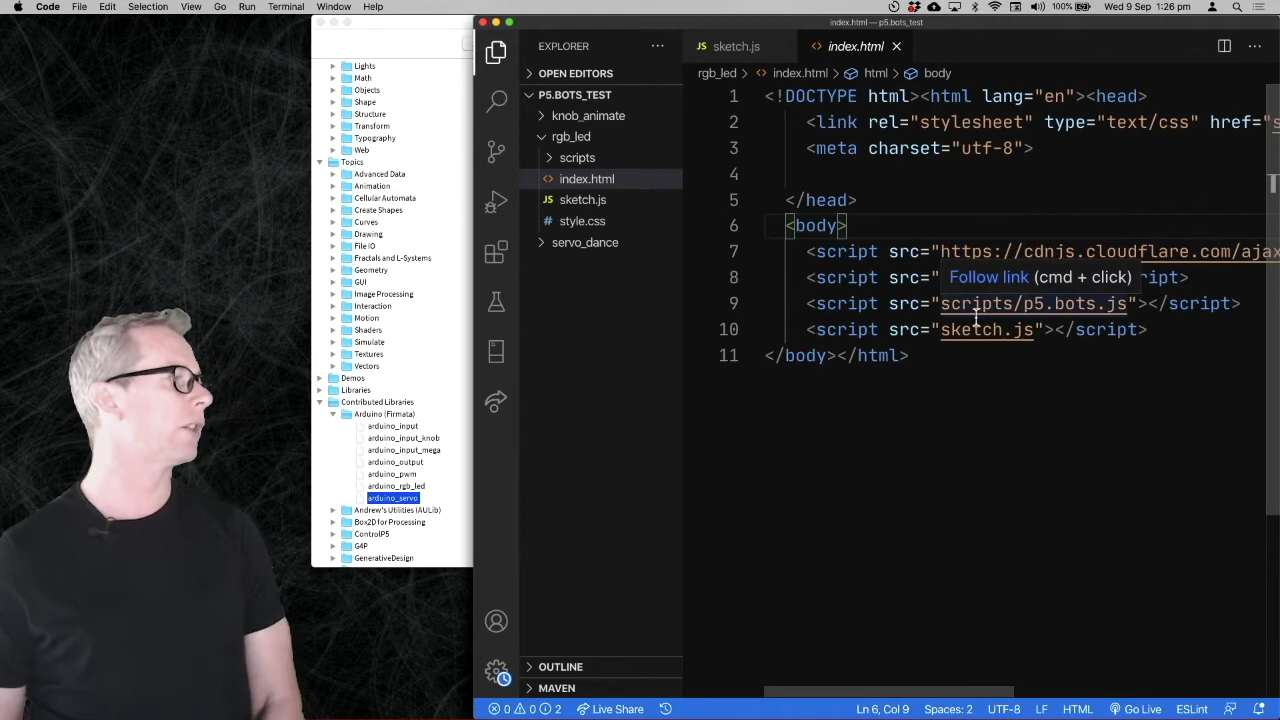 Code File Edit Selection View Go Run Terminal Window Help
100% Wed 9 Sep
index.html — p5.bots_test
Lights
Math
Objects
Shape
Structure
Transform
Typography
Web
Topics
Advanced Data
Animation
Cellular Automata
Create Shapes
Curves
Drawing
File IO
Fractals and L-Systems
Geometry
GUI
Image Processing
Interaction
Motion
Shaders
Simulate
Textures
Vectors
Demos
Libraries
Contributed Libraries
Arduino (Firmata)
arduino_input
arduino_input_knob
arduino_input_mega
arduino_output
arduino_pwm
arduino_rgb_led
arduino_servo
Andrew's Utilities (AULib)
Box2D for Processing
ControlP5
G4P
GenerativeDesign
EXPLORER
OPEN EDITORS
P5.BOTS_TEST
knob_animate
rgb_led
scripts
index.html
sketch.js
style.css
servo_dance
OUTLINE
MAVEN
sketch.js index.html
rgb_led > index.html > html > body
1 <!DOCTYPE html><html lang="en"><head>
2 <link rel="stylesheet" type="text/css" href="s
3 <meta charset="utf-8">
4
5 </head>
6 <body>
7 <script src="https://cdnjs.cloudflare.com/ajax
8 <script src=" ipt>
Follow link (cmd + click)
9 <script src="scripts/p5.bots.js"></script>
10 <script src="sketch.js"></script>
11 </body></html>
0 0 2 Live Share Ln 6, Col 9 Spaces: 2 UTF-8 LF HTML Go Live ESLint